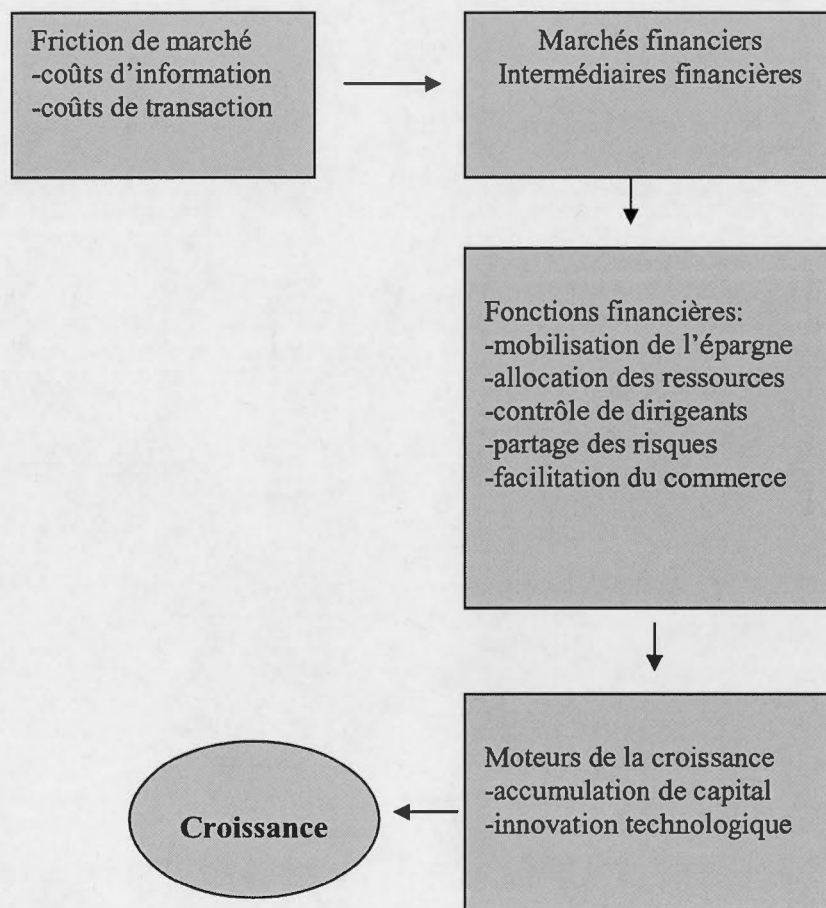 Friction de marché
-coûts d'information
-coûts de transaction
Marchés financiers
Intermédiaires financières
Fonctions financières:
-mobilisation de l'épargne
-allocation des ressources
-contrôle de dirigeants
-partage des risques
-facilitation du commerce
Moteurs de la croissance
-accumulation de capital
-innovation technologique
Croissance